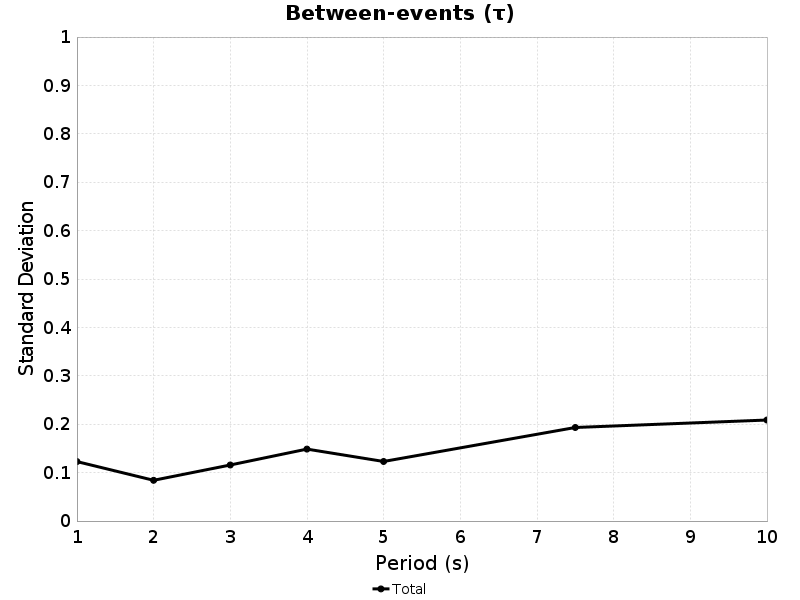 Between-events (τ)
1
0.9
0.8
0.7
0.6
0.5
0.4
0.3
0.2
0.1
0
Standard Deviation
1 2 3 4 5 6 7 8 9 10
Period (s)
Total